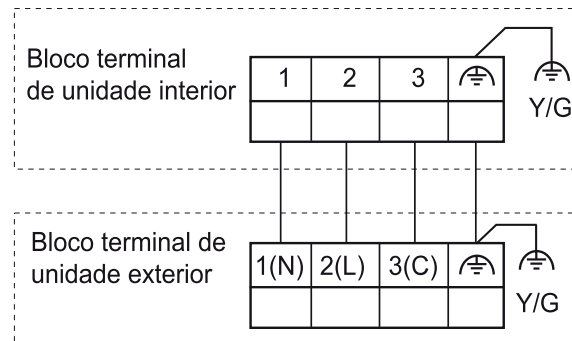 Bloco terminal
de unidade interior
1 2 3
Y/G
Bloco terminal de
unidade exterior
1(N) 2(L) 3(C)
Y/G